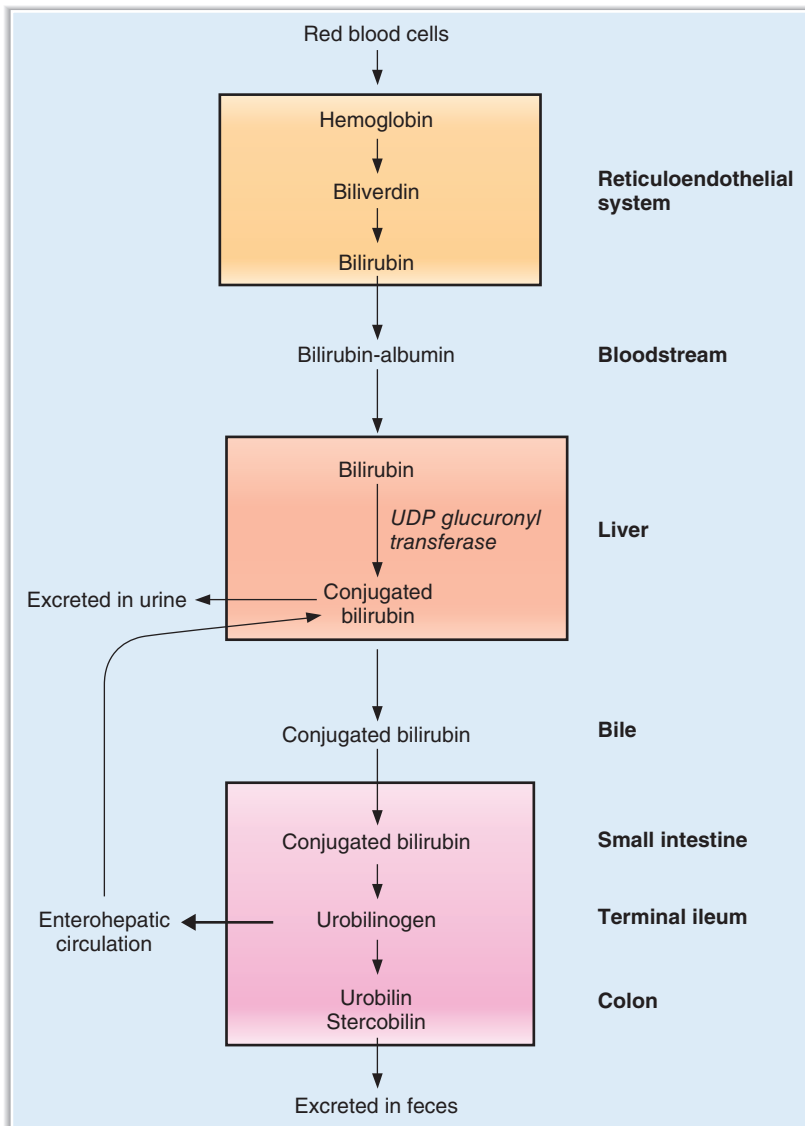 Red blood cells
Hemoglobin
Biliverdin
Bilirubin
Reticuloendothelial
system
Bilirubin-albumin
Bloodstream
Bilirubin
UDP glucuronyl
transferase
Liver
Conjugated
bilirubin
Excreted in urine
Conjugated bilirubin
Bile
Conjugated bilirubin
Small intestine
Urobilinogen
Terminal ileum
Enterohepatic
circulation
Urobilin
Stercobilin
Colon
Excreted in feces